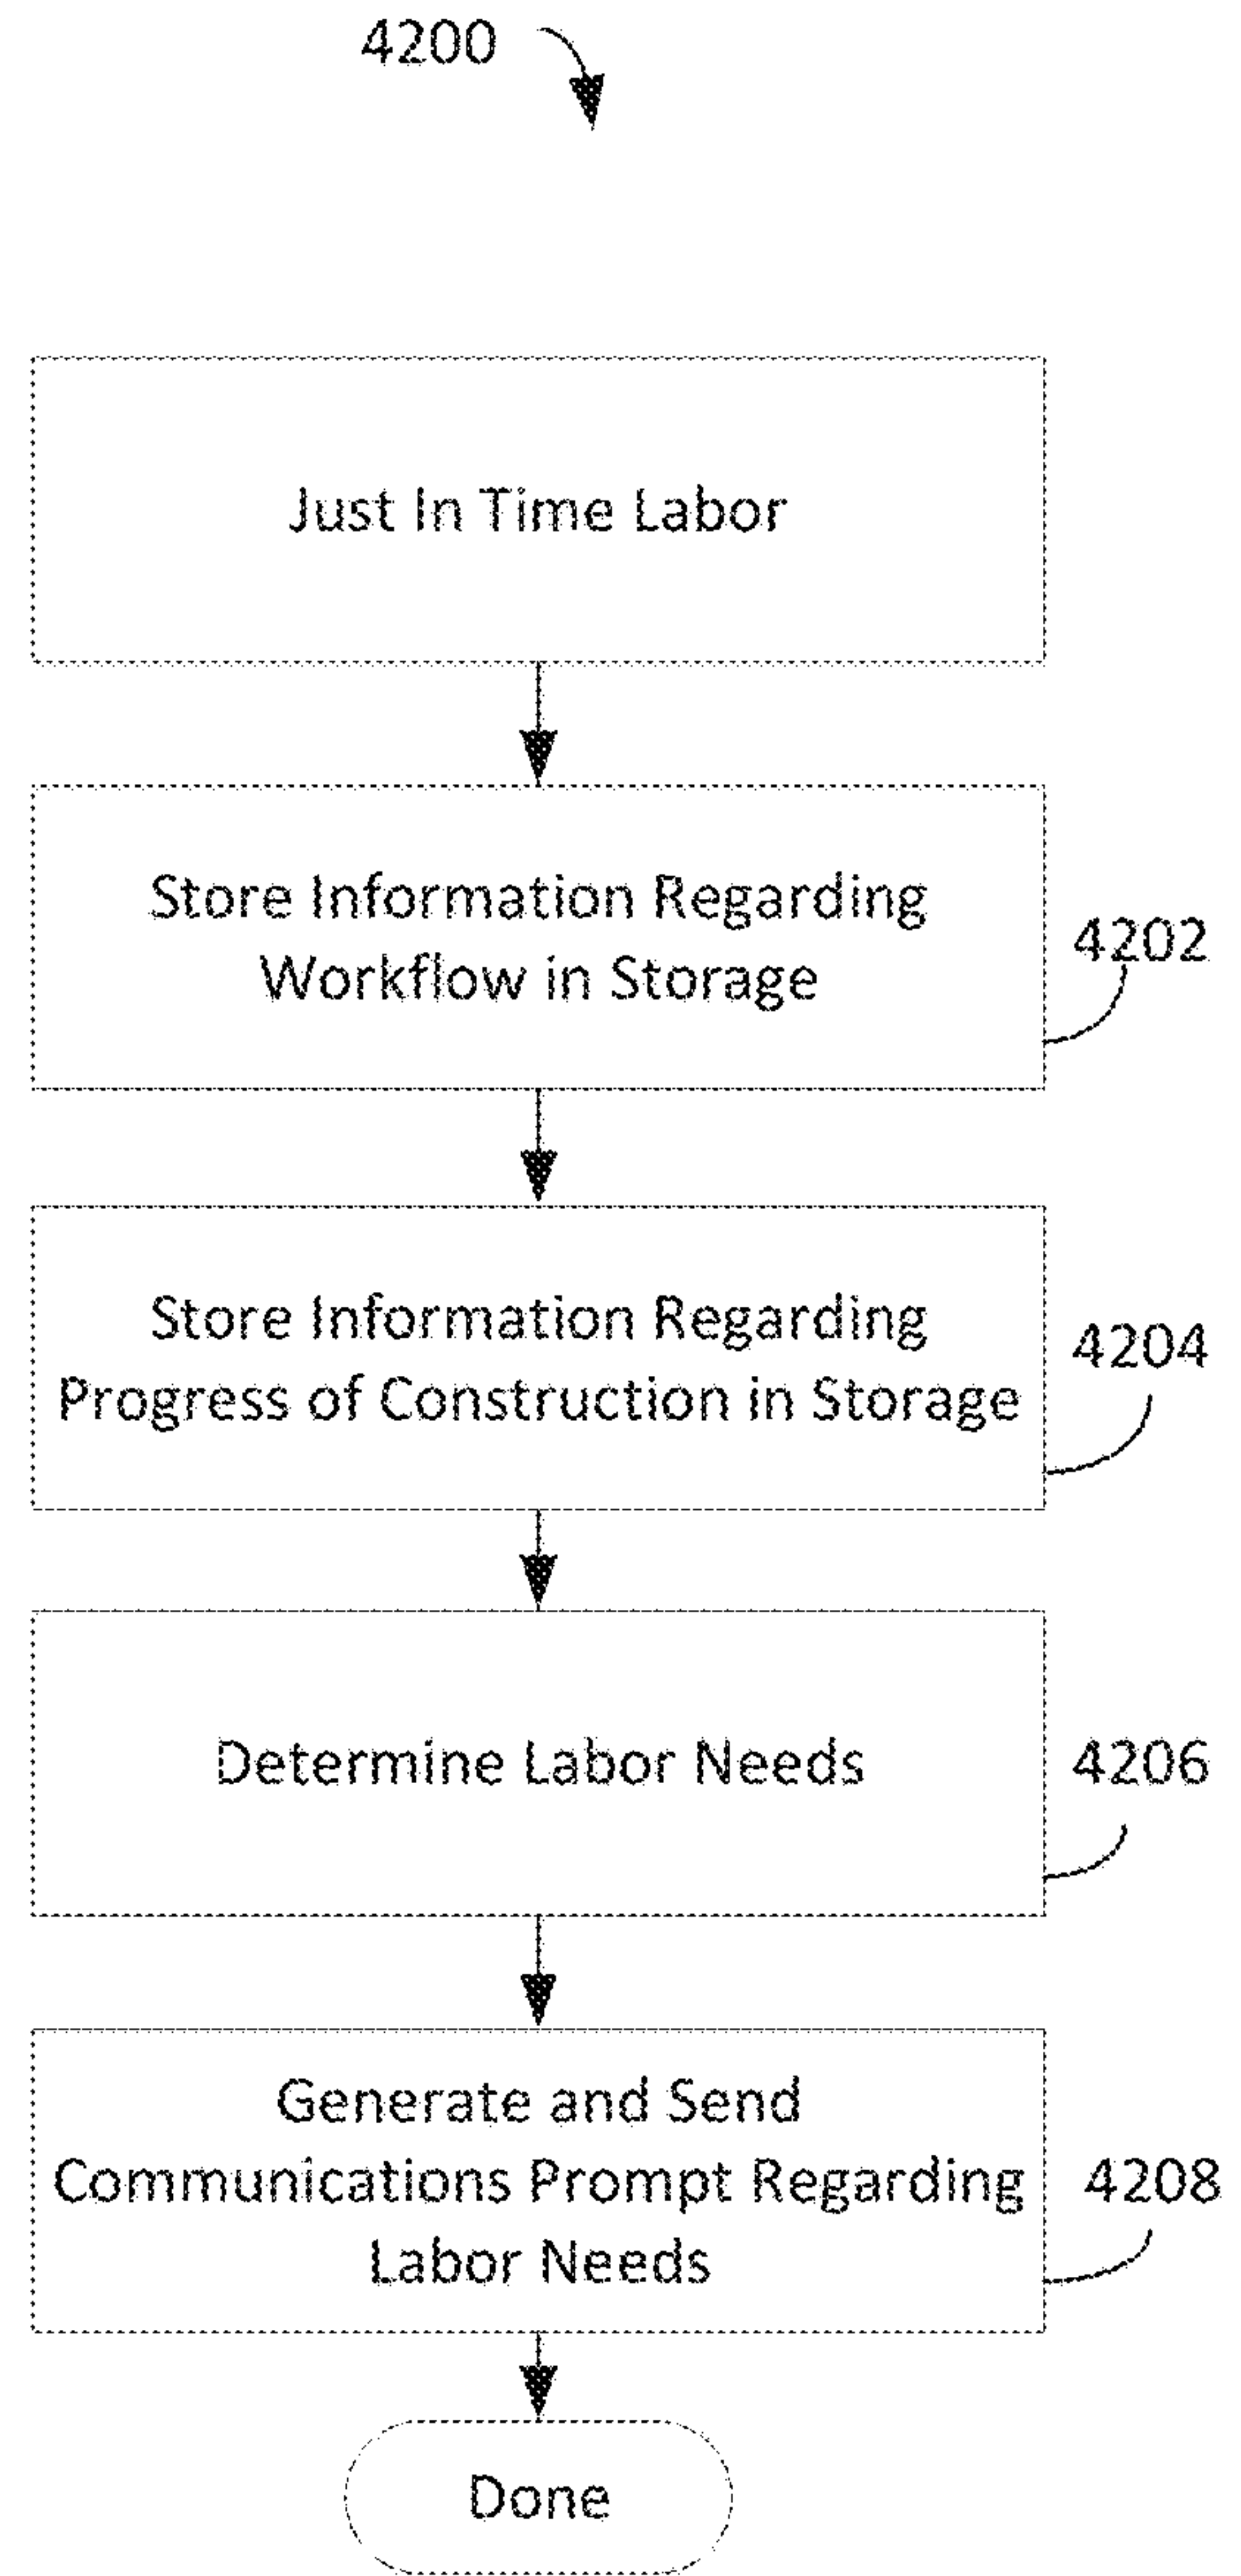 4200
Just In Time Labor
Store Information Regarding
Workflow in Storage
4202
Store Information Regarding
Progress of Construction in Storage
4204
Determine Labor Needs
4206
Generate and Send
Communications Prompt Regarding
Labor Needs
4208
Done